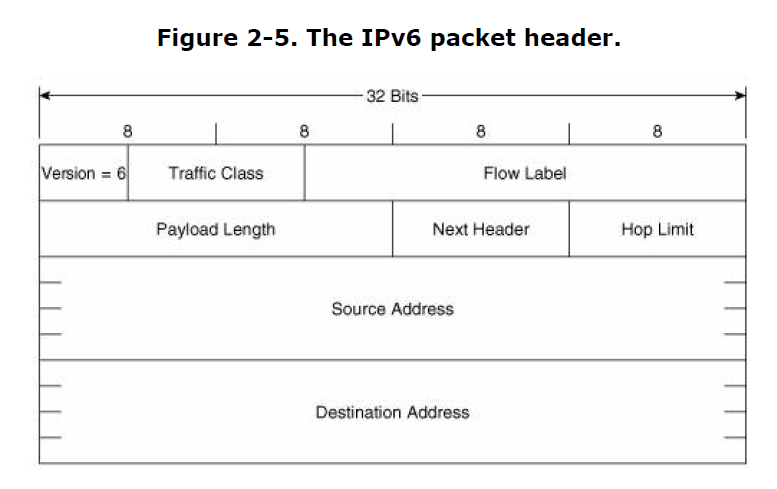 Figure 2-5. The IPv6 packet header.
32 Bits
8 8 8 8
Version = 6 Traffic Class Flow Label
Payload Length Next Header Hop Limit
Source Address
Destination Address